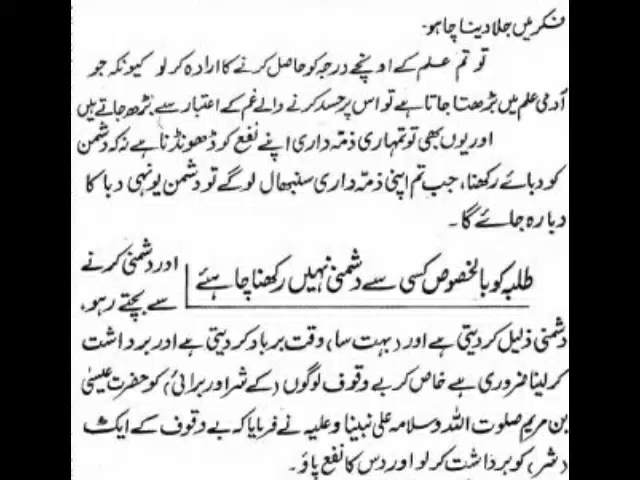 فکر میں جلا دینا چاہو۔
تو تم علم کے اونچے درجہ کو حاصل کرنے کا ارادہ کر لو کیونکہ جو
آدمی علم میں بڑھتا جاتا ہے تو اس پر حسد کرنے والے غم کے اعتبار سے بڑھ جاتے ہیں
اور یوں بھی تو تمہاری ذمّہ داری اپنے نفع کو ڈھونڈنا ہے نہ کہ دشمن
کو دبائے رکھنا، جب تم اپنی ذمّہ داری سنبھال لو گے تو دشمن یونہی دبا کا
دبا رہ جائے گا۔
طلبہ کو بالخصوص کسی سے دشمنی نہیں رکھنا چاہئے اور دشمنی کرنے
سے بچتے رہو،
دشمنی ذلیل کر دیتی ہے اور (بہت سا) وقت برباد کر دیتی ہے اور برداشت
کر لینا ضروری ہے خاص کر بے وقوف لوگوں (کے شر اور برائی) کو حضرت عیسیٰ
بن مریم صلوت اللہ وسلامہ علیٰ نبینا وعلیہ نے فرمایا کہ بے وقوف کے ایک
(شر) کو برداشت کر لو اور دس کا نفع پاؤ۔